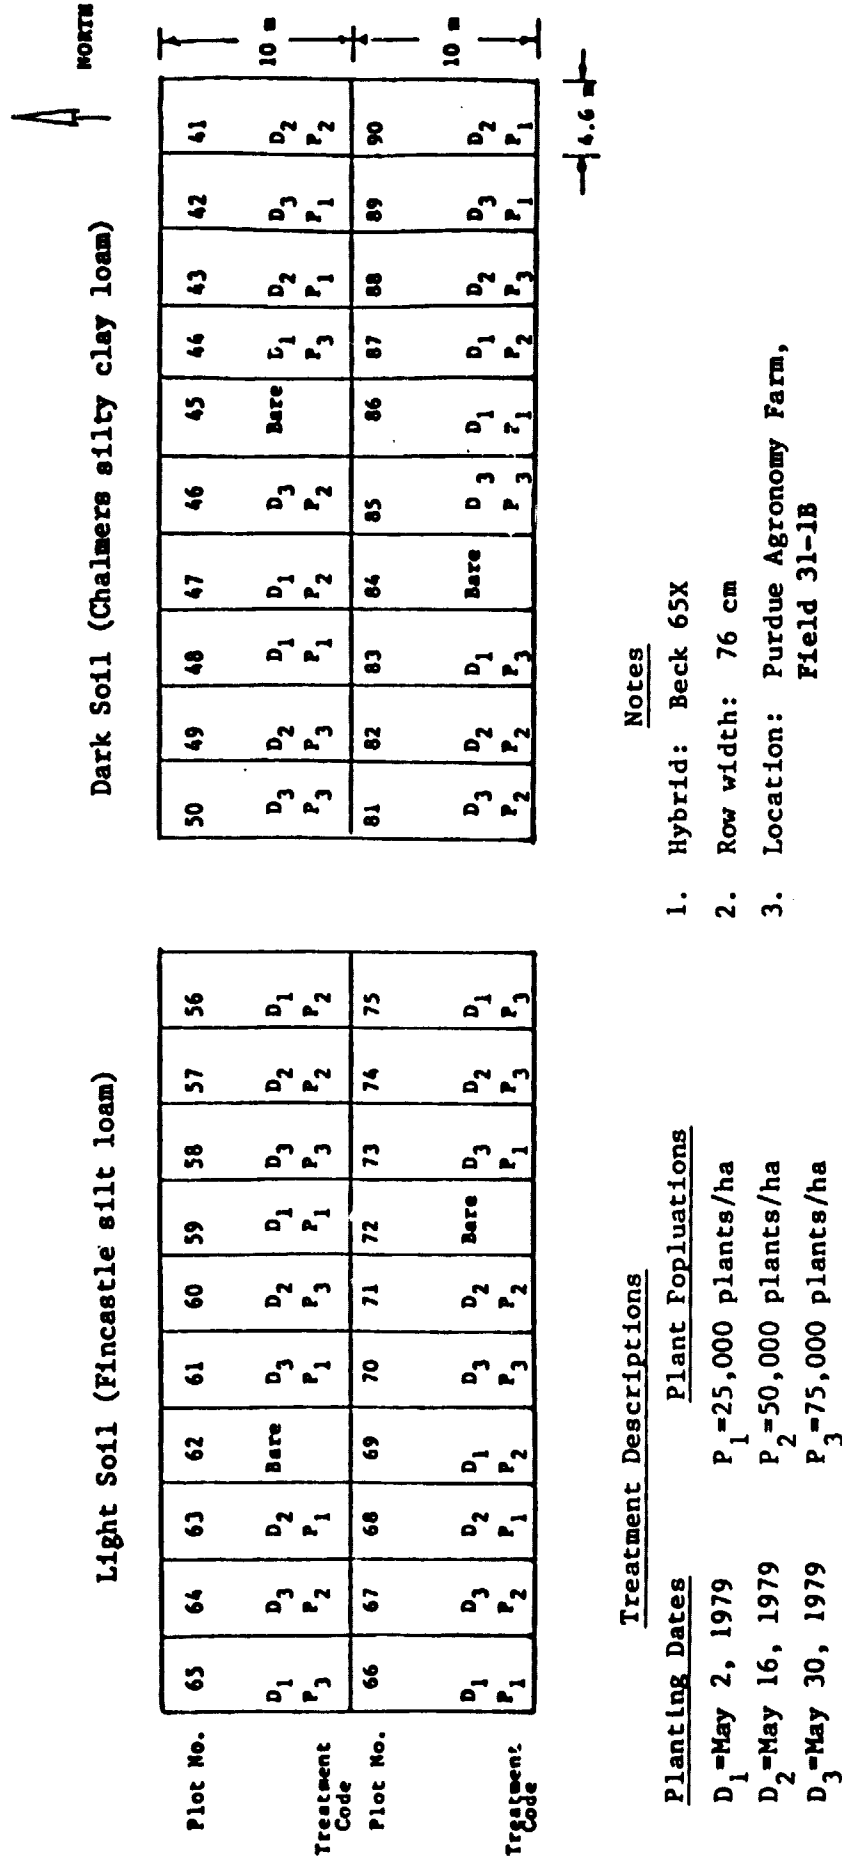 NORTH
Light Soil (Fincastle silt loam)
Dark Soil (Chalmers silty clay loam)
Plot No. 65 64 63 62 61 60 59 58 57 56 50 49 48 47 46 45 44 43 42 41
10 m
D1 D3 D2 Bare D3 D2 D1 D3 D2 D1 D3 D2 D1 D1 D3 Bare D1 D2 D3 D2
Treatment Code
P3 P2 P1 P1 P3 P1 P3 P2 P2 P3 P3 P1 P2 P2 P3 P1 P1 P2
Plot No. 66 67 68 69 70 71 72 73 74 75 81 82 83 84 85 86 87 88 89 90
10 m
D1 D3 D2 D1 D3 D2 Bare D3 D2 D1 D3 D2 D1 Bare D3 D1 D1 D2 D3 D2
Treatment Code
P1 P2 P1 P2 P3 P2 P1 P3 P3 P2 P2 P3 P3 P1 P2 P3 P1 P1
4.6 m
Treatment Descriptions
Planting Dates
D1=May 2, 1979
D2=May 16, 1979
D3=May 30, 1979
Plant Popluations
P1=25,000 plants/ha
P2=50,000 plants/ha
P3=75,000 plants/ha
Notes
1. Hybrid: Beck 65X
2. Row width: 76 cm
3. Location: Purdue Agronomy Farm,
Field 31-1B